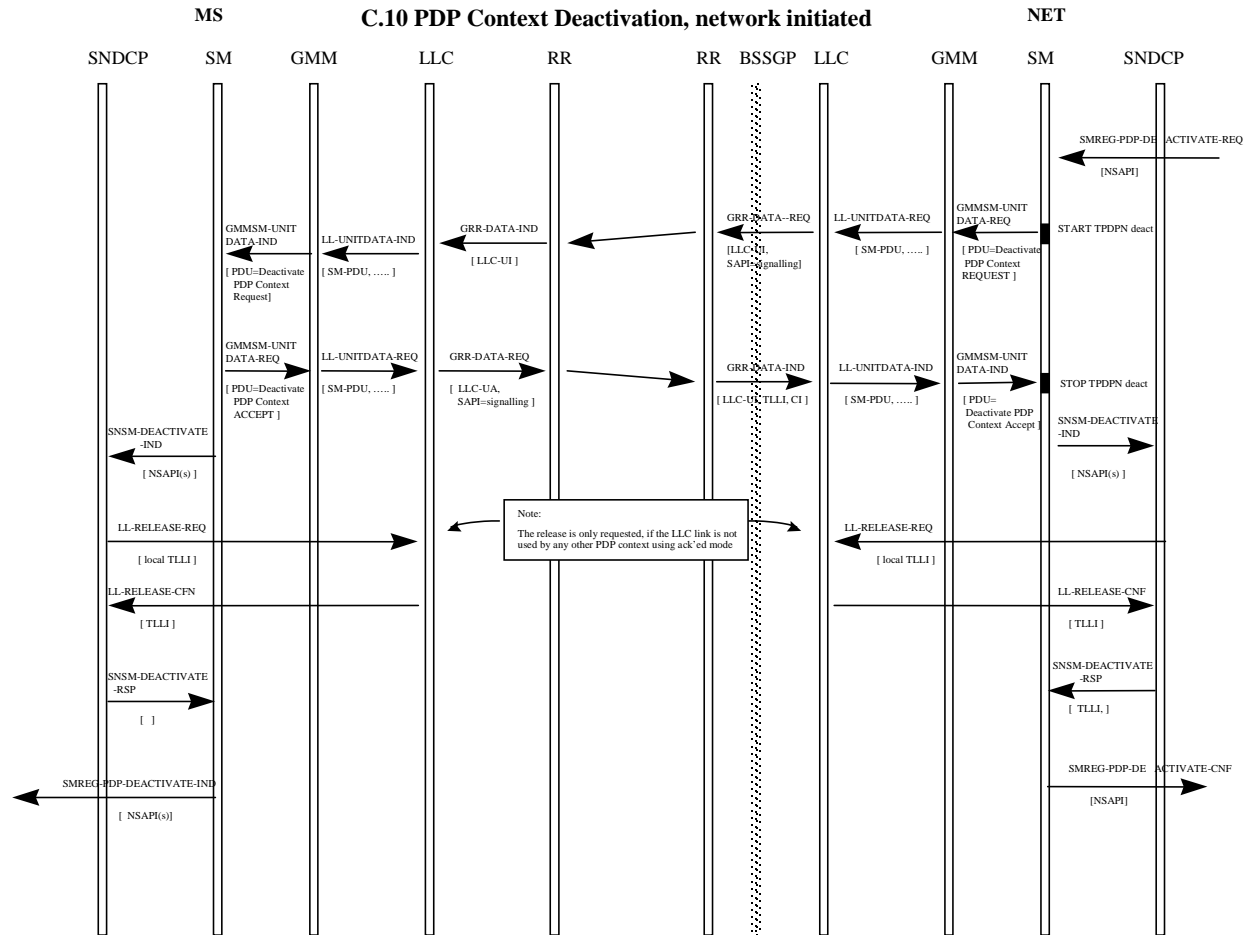 MS
C.10 PDP Context Deactivation, network initiated
NET
SNDCP SM GMM LLC RR RR BSSGP LLC GMM SM SNDCP
SMREG-PDP-DE ACTIVATE-REQ
[NSAPI]
GMMSM-UNIT
DATA-IND
[ PDU=Deactivate
PDP Context
Request]
LL-UNITDATA-IND
[ SM-PDU, ..... ]
GRR-DATA-IND
[ LLC-UI ]
GRR-DATA--REQ
[LLC-UI,
SAPI=signalling]
LL-UNITDATA-REQ
[ SM-PDU, ..... ]
GMMSM-UNIT
DATA-REQ
[ PDU=Deactivate
PDP Context
REQUEST ]
START TPDPN deact
GMMSM-UNIT
DATA-REQ
[ PDU=Deactivate
PDP Context
ACCEPT ]
LL-UNITDATA-REQ
[ SM-PDU, ..... ]
GRR-DATA-REQ
[ LLC-UA,
SAPI=signalling ]
GRR-DATA-IND
[ LLC-UI, TLLI, CI ]
LL-UNITDATA-IND
[ SM-PDU, ..... ]
GMMSM-UNIT
DATA-IND
[ PDU=
Deactivate PDP
Context Accept ]
STOP TPDPN deact
SNSM-DEACTIVATE
-IND
[ NSAPI(s) ]
SNSM-DEACTIVATE
-IND
[ NSAPI(s) ]
LL-RELEASE-REQ
[ local TLLI ]
Note:
The release is only requested, if the LLC link is not
used by any other PDP context using ack'ed mode
LL-RELEASE-REQ
[ local TLLI ]
LL-RELEASE-CFN
[ TLLI ]
LL-RELEASE-CNF
[ TLLI ]
SNSM-DEACTIVATE
-RSP
[ ]
SNSM-DEACTIVATE
-RSP
[ TLLI, ]
SMREG-PDP-DEACTIVATE-IND
[ NSAPI(s)]
SMREG-PDP-DE ACTIVATE-CNF
[NSAPI]